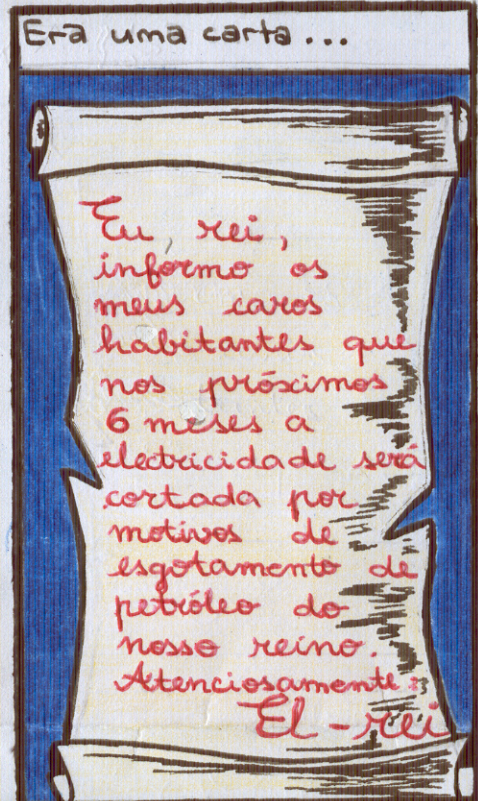 Era uma carta...
Eu rei,
informo os
meus caros
habitantes que
nos próximos
6 meses a
electricidade será
cortada por
motivos de
esgotamento de
petróleo do
nosso reino.
Atenciosamente:
El-rei